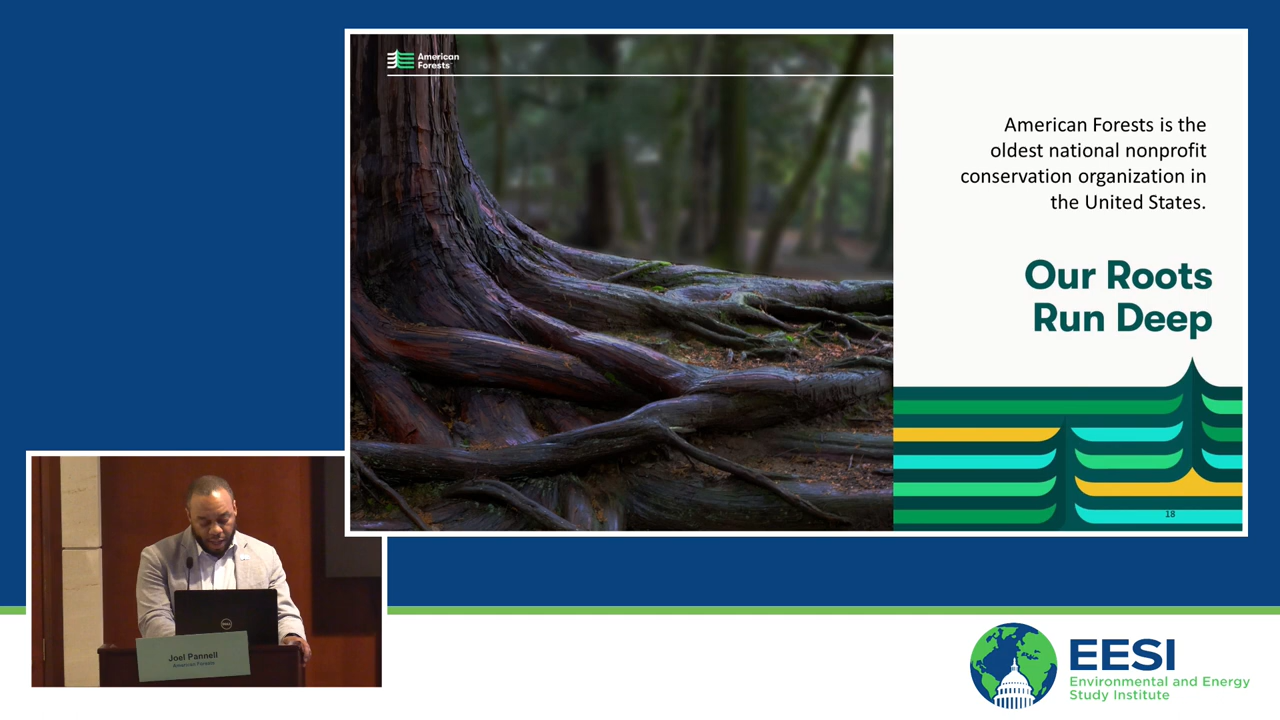 American
Forests
American Forests is the
oldest national nonprofit
conservation organization in
the United States.
Our Roots
Run Deep
18
DELL
Joel Pannell
American Forests
EESI
Environmental and Energy
Study Institute